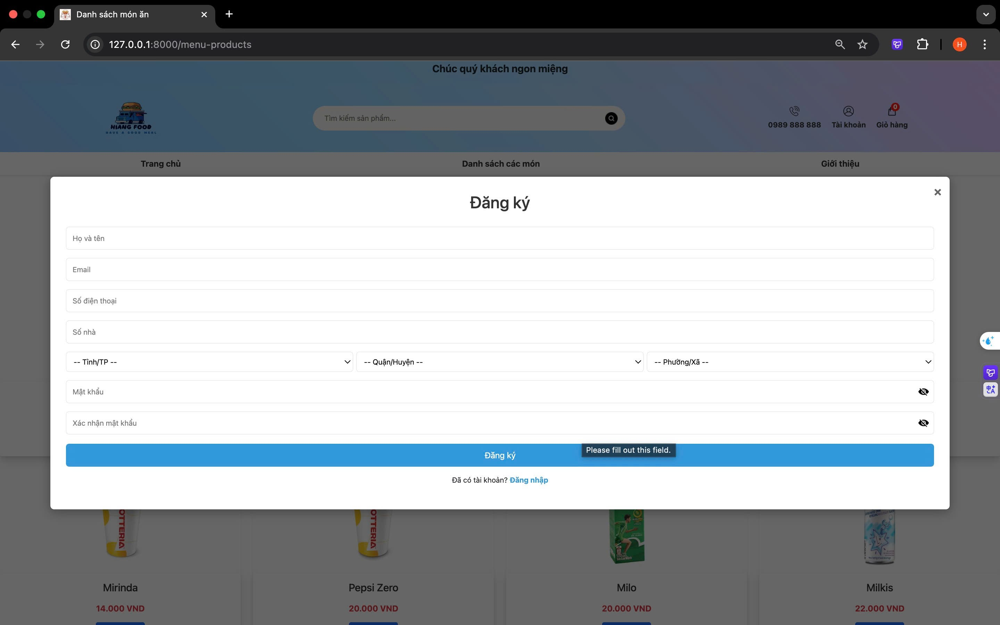 Danh sách món ăn
127.0.0.1:8000/menu-products
H
Chúc quý khách ngon miệng
HIANG FOOD
HAVE A GOOD MEAL
Tìm kiếm sản phẩm...
0989 888 888
Tài khoản
0
Giỏ hàng
Trang chủ
Danh sách các món
Giới thiệu
Đăng ký
Họ và tên
Email
Số điện thoại
Số nhà
-- Tỉnh/TP --
-- Quận/Huyện --
-- Phường/Xã --
Mật khẩu
Xác nhận mật khẩu
Đăng ký
Please fill out this field.
Đã có tài khoản? Đăng nhập
OTTERIA
OTTERIA
Sữa Lúa Mạch
Mirinda
Pepsi Zero
Milo
Milkis
14.000 VND
20.000 VND
20.000 VND
22.000 VND